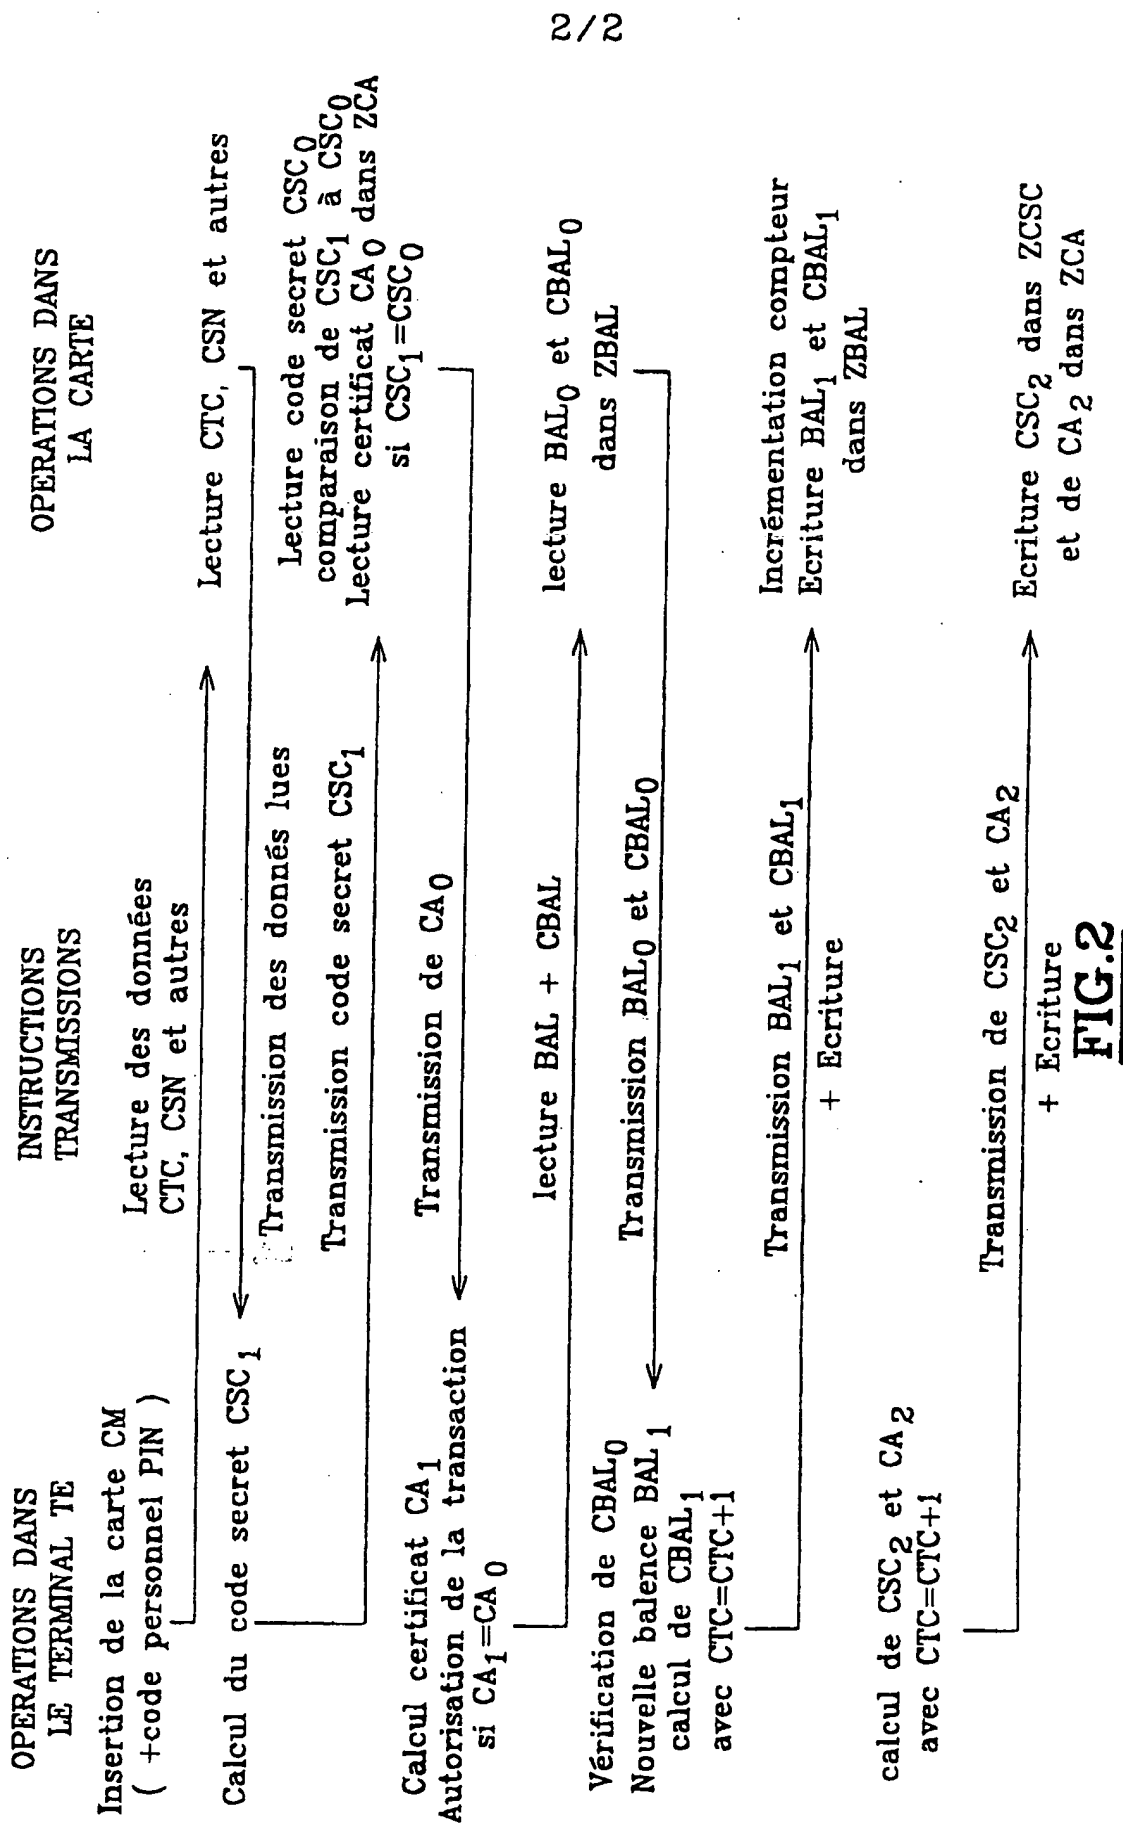 2/2
OPERATIONS DANS
LE TERMINAL TE
INSTRUCTIONS
TRANSMISSIONS
OPERATIONS DANS
LA CARTE
Insertion de la carte CM
( +code personnel PIN )
Lecture des données
CTC, CSN et autres
Lecture CTC, CSN et autres
Calcul du code secret CSC₁
Transmission des donnés lues
Transmission code secret CSC₁
Lecture code secret CSC₀
comparaison de CSC₁ à CSC₀
Lecture certificat CA₀ dans ZCA
si CSC₁=CSC₀
Transmission de CA₀
Calcul certificat CA₁
Autorisation de la transaction
si CA₁=CA₀
lecture BAL + CBAL
lecture BAL₀ et CBAL₀
dans ZBAL
Transmission BAL₀ et CBAL₀
Vérification de CBAL₀
Nouvelle balence BAL₁
calcul de CBAL₁
avec CTC=CTC+1
Transmission BAL₁ et CBAL₁
+ Ecriture
Incrémentation compteur
Ecriture BAL₁ et CBAL₁
dans ZBAL
calcul de CSC₂ et CA₂
avec CTC=CTC+1
Transmission de CSC₂ et CA₂
+ Ecriture
Ecriture CSC₂ dans ZCSC
et de CA₂ dans ZCA
FIG.2